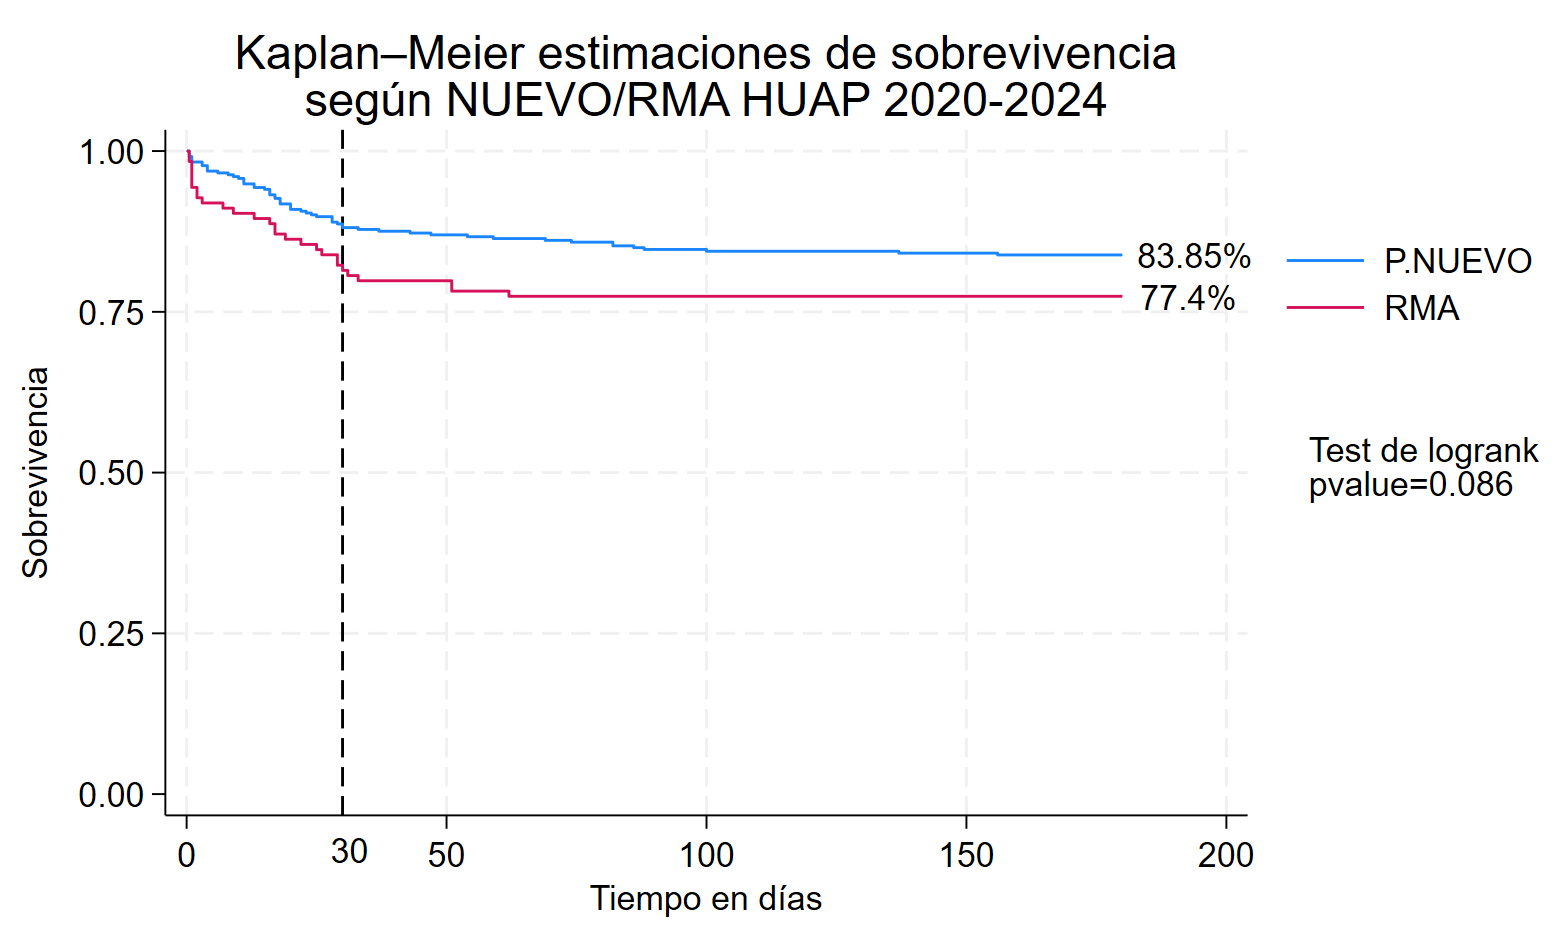 Kaplan–Meier estimaciones de sobrevivencia
según NUEVO/RMA HUAP 2020-2024
1.00
0.75
0.50
0.25
0.00
Sobrevivencia
83.85%
77.4%
P.NUEVO
RMA
Test de logrank
pvalue=0.086
0
30
50
100
150
200
Tiempo en días